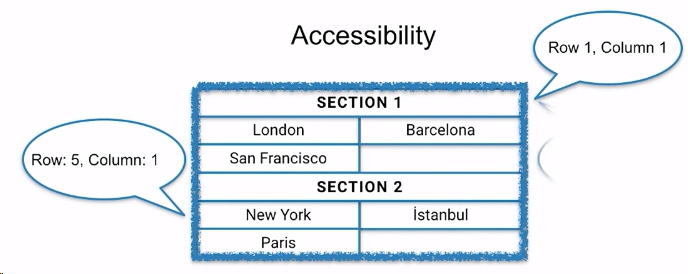 Accessibility
Row 1, Column 1
SECTION 1
London Barcelona
San Francisco
Row: 5, Column: 1
SECTION 2
New York İstanbul
Paris